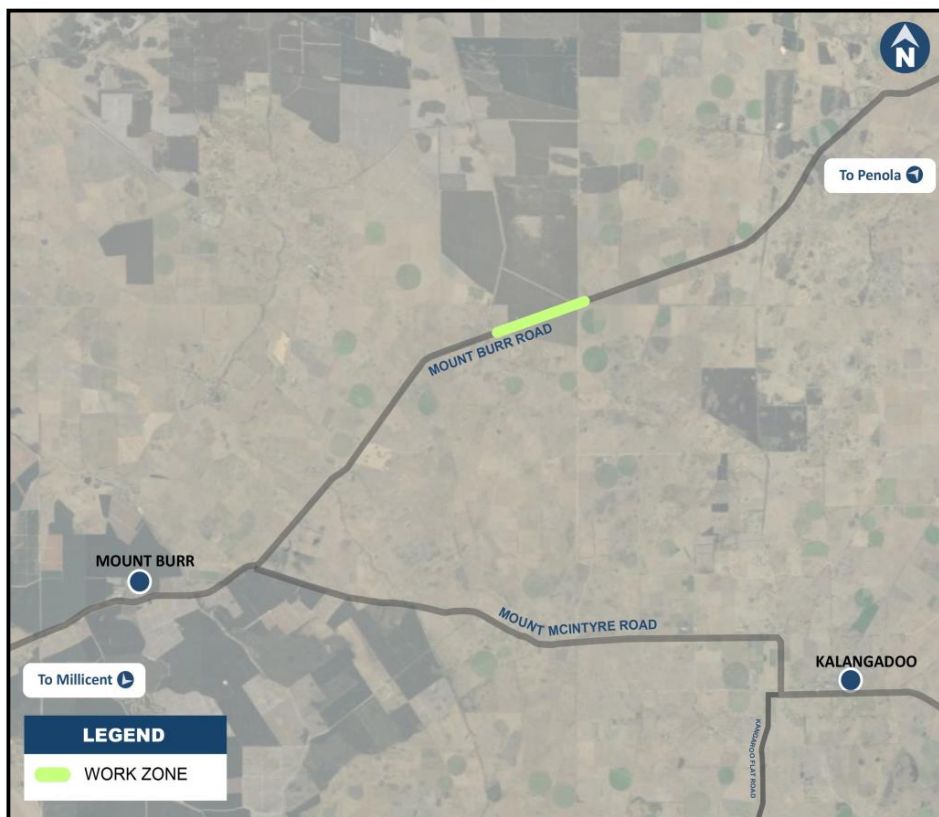 N
To Penola
MOUNT BURR ROAD
MOUNT BURR
MOUNT MCINTYRE ROAD
KALANGADOO
To Millicent
KANGAROO FLAT ROAD
LEGEND
WORK ZONE